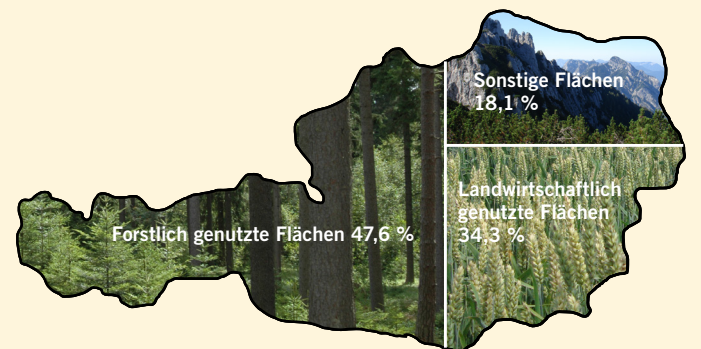 Sonstige Flächen
18,1 %
Landwirtschaftlich
genutzte Flächen
34,3 %
Forstlich genutzte Flächen 47,6 %